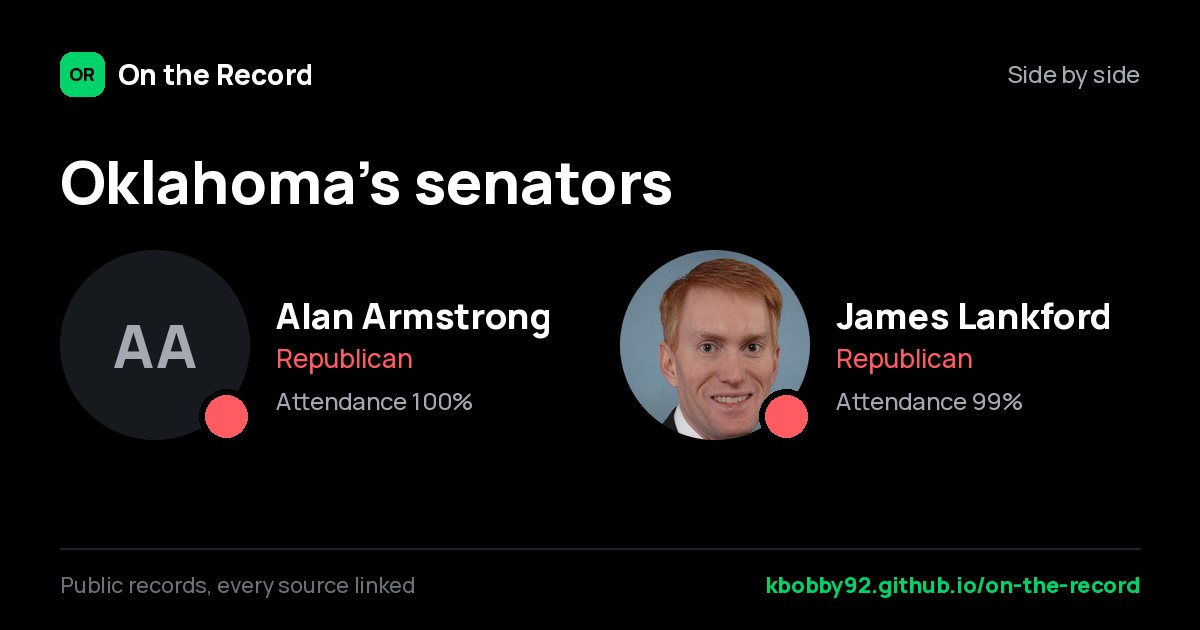 OR On the Record
Side by side
Oklahoma’s senators
AA
Alan Armstrong
Republican
Attendance 100%
James Lankford
Republican
Attendance 99%
Public records, every source linked
kbobby92.github.io/on-the-record